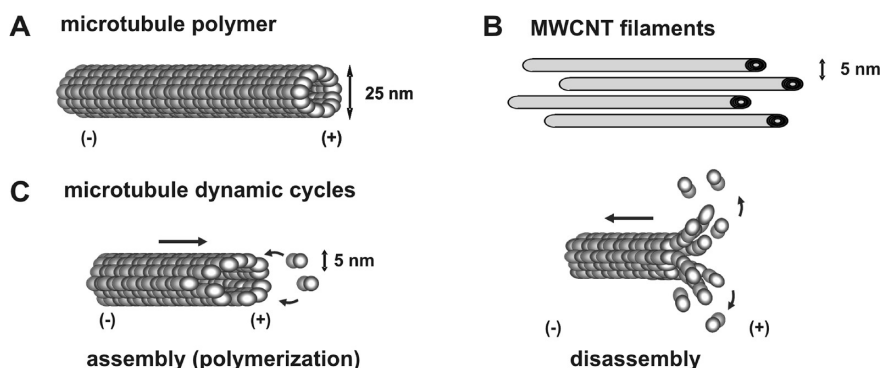 A microtubule polymer
25 nm
(-) (+)
B MWCNT filaments
5 nm
C microtubule dynamic cycles
5 nm
(-) (+)
assembly (polymerization)
(-) (+)
disassembly